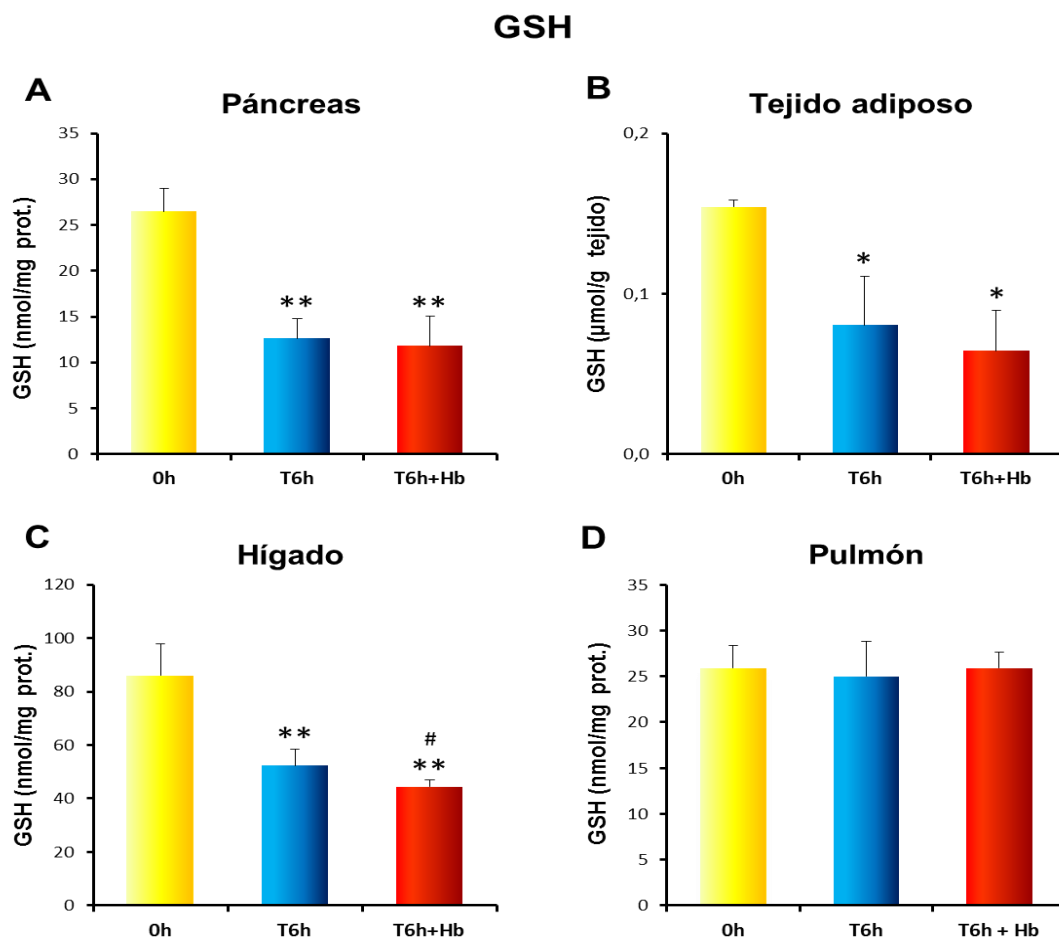 GSH
A
Páncreas
GSH (nmol/mg prot.)
35
30
25
20
15
10
5
0
**
**
0h
T6h
T6h+Hb
B
Tejido adiposo
GSH (µmol/g tejido)
0,2
0,1
0,0
*
*
0h
T6h
T6h+Hb
C
Hígado
GSH (nmol/mg prot.)
120
100
80
60
40
20
0
**
#
**
0h
T6h
T6h+Hb
D
Pulmón
GSH (nmol/mg prot.)
35
30
25
20
15
10
5
0
0h
T6h
T6h + Hb